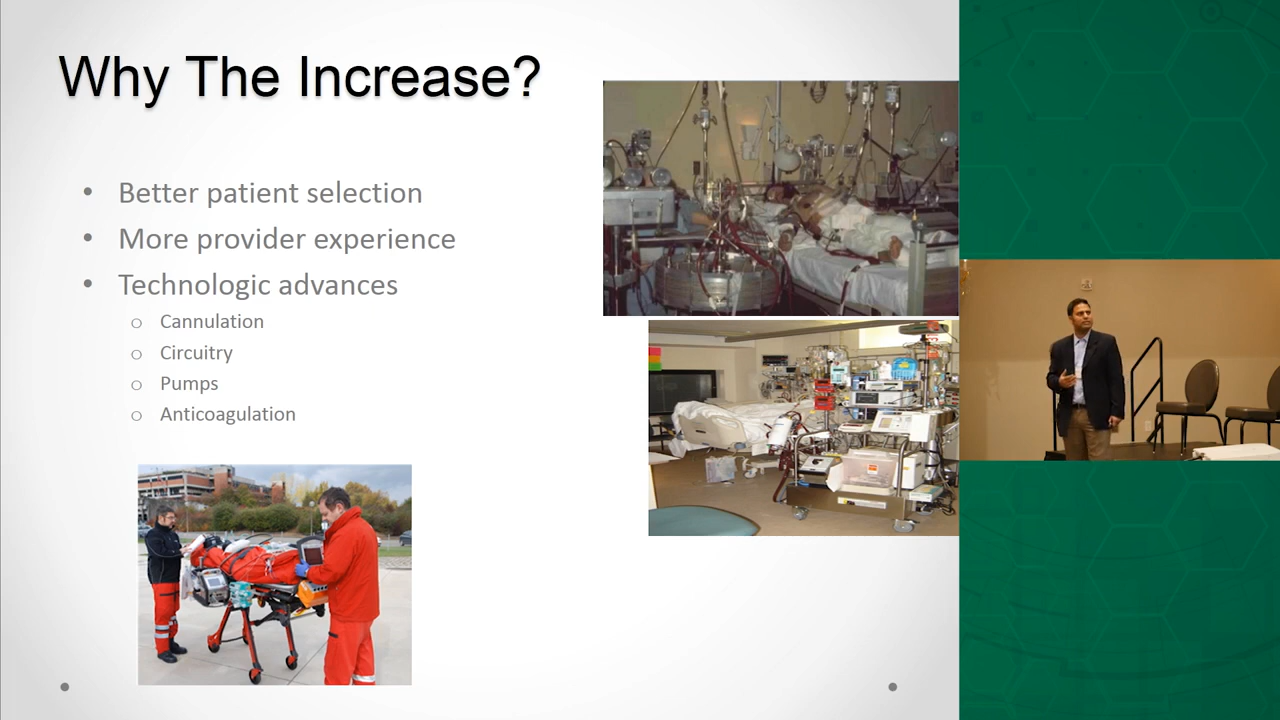 Why The Increase?
• Better patient selection
• More provider experience
• Technologic advances
o Cannulation
o Circuitry
o Pumps
o Anticoagulation